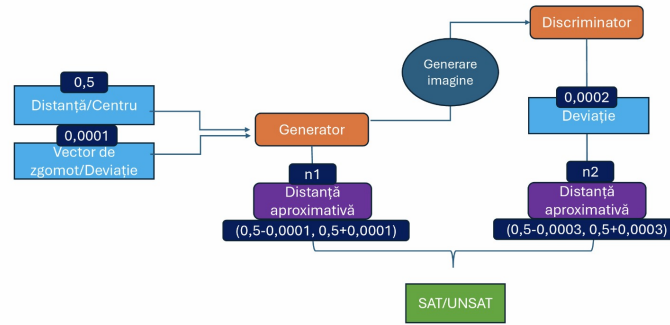 Discriminator
Generare
imagine
0,5
Distanță/Centru
0,0001
Vector de
zgomot/Deviație
Generator
0,0002
Deviație
n1
Distanță
aproximativă
(0,5-0,0001, 0,5+0,0001)
n2
Distanță
aproximativă
(0,5-0,0003, 0,5+0,0003)
SAT/UNSAT